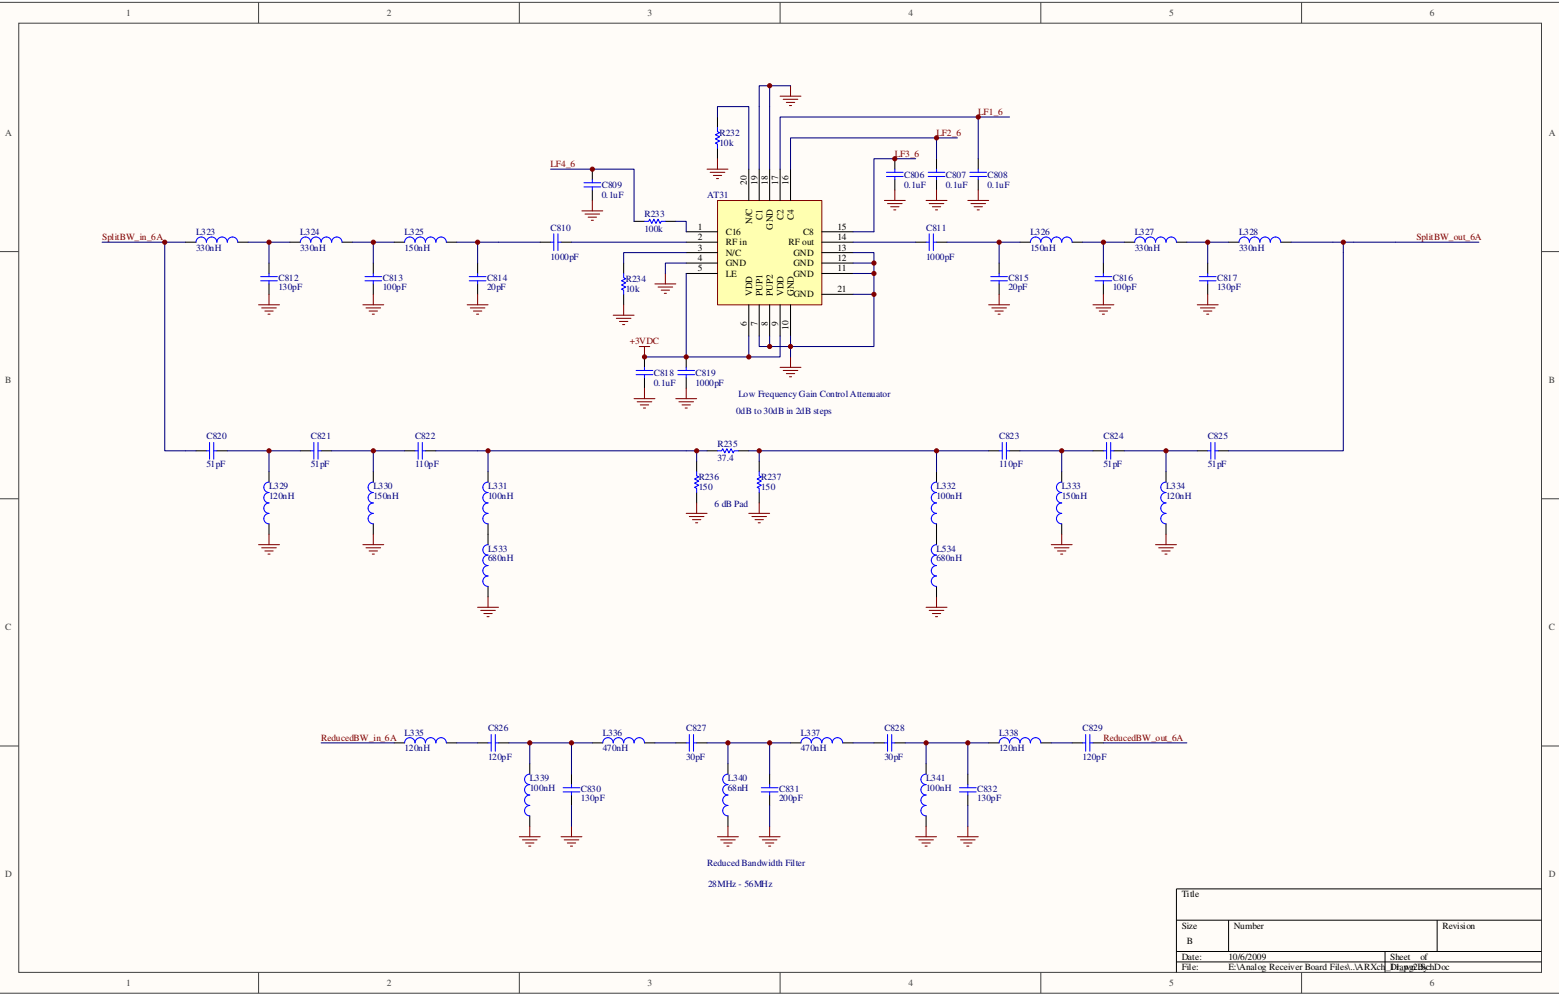 1 2 3 4 5 6
A A
B B
C C
D D
LF1_6
LF2_6
LF3_6
LF4_6
R232
10k
C806
0.1uF
C807
0.1uF
C808
0.1uF
C809
0.1uF
R233
100k
C810
1000pF
AT31
20 19 18 17 16
N/C C1 GND C2 C4
1 C16
2 RF in
3 N/C
4 GND
5 LE
C8 15
RF out 14
GND 13
GND 12
GND 11
GND 21
VDD PUP1 PUP2 VDD GND
6 7 8 9 10
SplitBW_in_6A
L323
330nH
L324
330nH
L325
150nH
C812
130pF
C813
100pF
C814
20pF
R234
10k
C811
1000pF
L326
150nH
L327
330nH
L328
330nH
SplitBW_out_6A
C815
20pF
C816
100pF
C817
130pF
+3VDC
C818
0.1uF
C819
1000pF
Low Frequency Gain Control Attenuator
0dB to 30dB in 2dB steps
C820
51pF
C821
51pF
C822
110pF
R235
37.4
C823
110pF
C824
51pF
C825
51pF
L329
120nH
L330
150nH
L331
100nH
R236
150
R237
150
6 dB Pad
L332
100nH
L333
150nH
L334
120nH
L533
680nH
L534
680nH
ReducedBW_in_6A
L335
120nH
C826
120pF
L336
470nH
C827
30pF
L337
470nH
C828
30pF
L338
120nH
C829
120pF
ReducedBW_out_6A
L339
100nH
C830
130pF
L340
68nH
C831
200pF
L341
100nH
C832
130pF
Reduced Bandwidth Filter
28MHz - 56MHz
Title
Size Number Revision
B
Date: 10/6/2009 Sheet of
File: E:\Analog Receiver Board Files\..\ARXch
1 2 3 4 5 6